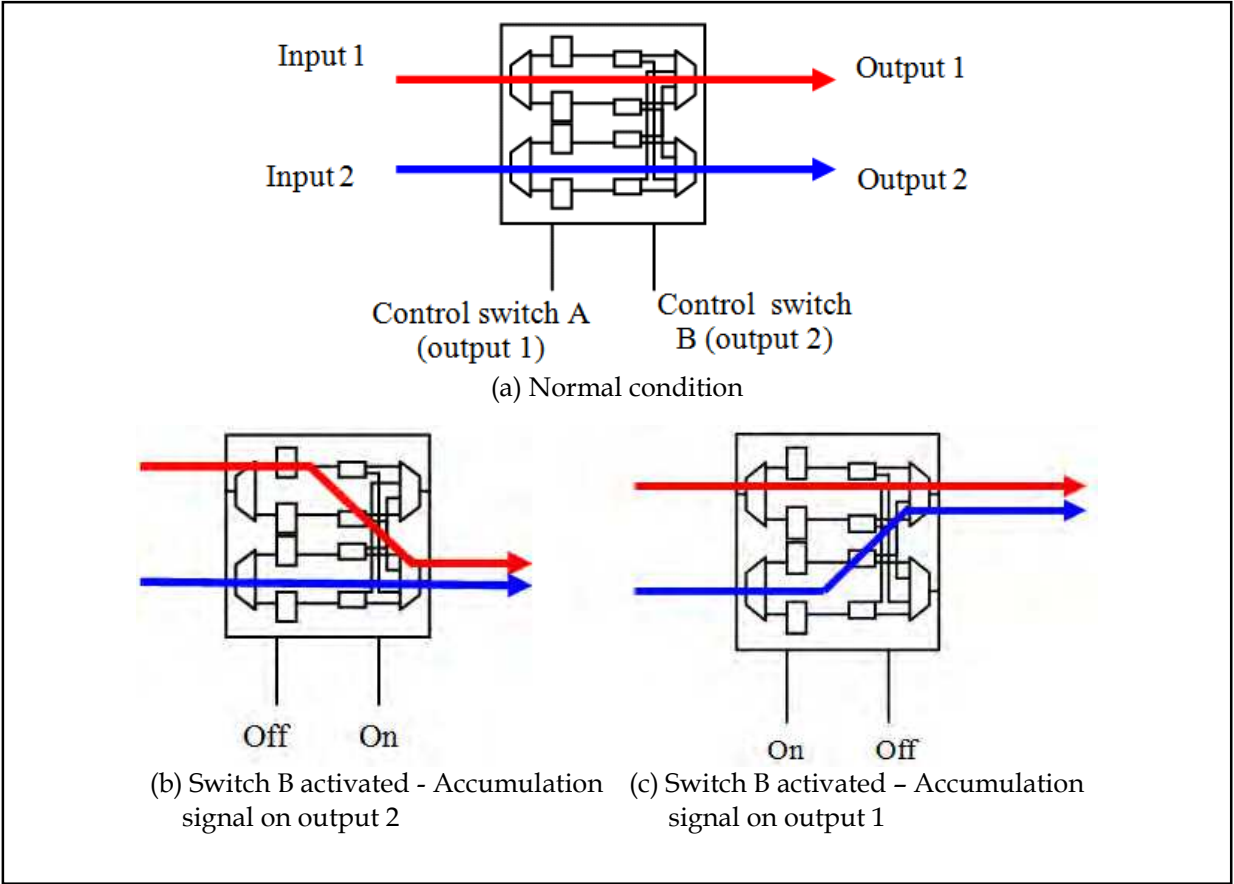 Input 1
Output 1
Input 2
Output 2
Control switch A
(output 1)
Control switch
B (output 2)
(a) Normal condition
Off
On
On
Off
(b) Switch B activated - Accumulation
signal on output 2
(c) Switch B activated – Accumulation
signal on output 1